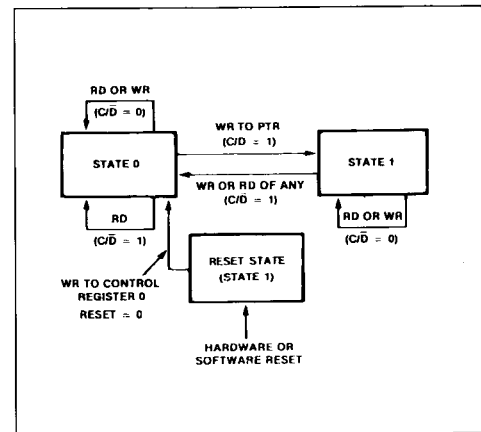 RD OR WR
(C/D̅ = 0)
STATE 0
WR TO PTR
(C/D̅ = 1)
STATE 1
WR OR RD OF ANY
(C/D̅ = 1)
RD
(C/D̅ = 1)
RD OR WR
(C/D̅ = 0)
RESET STATE
(STATE 1)
WR TO CONTROL
REGISTER 0
RESET = 0
HARDWARE OR
SOFTWARE RESET